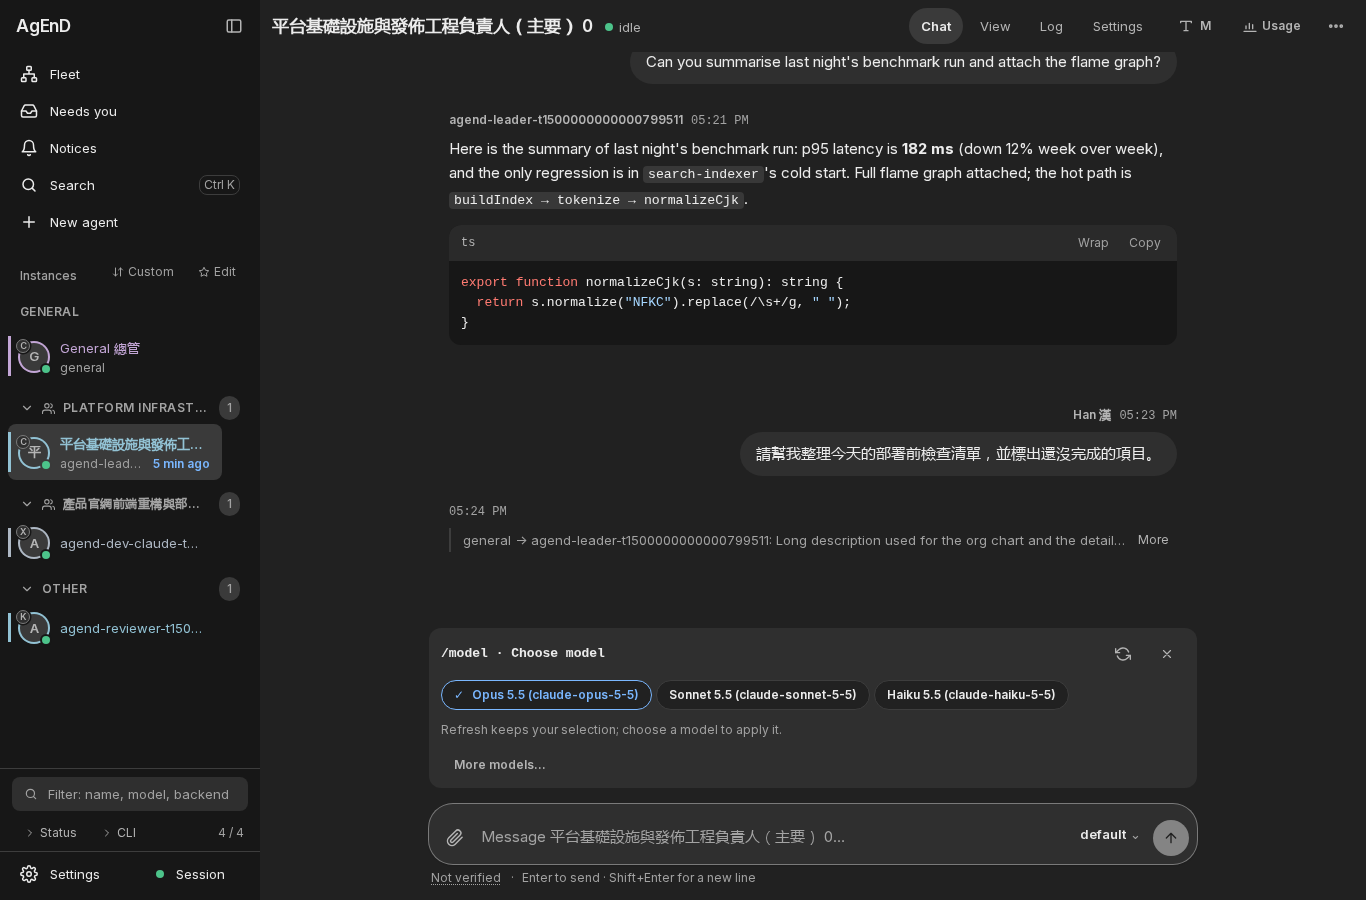 AgEnD
Fleet
Needs you
Notices
Search
Ctrl K
New agent
Instances
Custom
Edit
GENERAL
C
G
General 總管
general
PLATFORM INFRAST…
1
C
平
平台基礎設施與發佈工…
agend-lead…
5 min ago
產品官網前端重構與部…
1
X
A
agend-dev-claude-t…
OTHER
1
K
A
agend-reviewer-t150…
Filter: name, model, backend
Status
CLI
4 / 4
Settings
Session
平台基礎設施與發佈工程負責人（主要）0
idle
Chat
View
Log
Settings
M
Usage
Can you summarise last night's benchmark run and attach the flame graph?
agend-leader-t1500000000000799511 05:21 PM
Here is the summary of last night's benchmark run: p95 latency is 182 ms (down 12% week over week),
and the only regression is in search-indexer's cold start. Full flame graph attached; the hot path is
buildIndex → tokenize → normalizeCjk.
ts
Wrap
Copy
export function normalizeCjk(s: string): string {
return s.normalize("NFKC").replace(/\s+/g, " ");
}
Han 漢 05:23 PM
請幫我整理今天的部署前檢查清單，並標出還沒完成的項目。
05:24 PM
general → agend-leader-t1500000000000799511: Long description used for the org chart and the detail…
More
/model · Choose model
✓ Opus 5.5 (claude-opus-5-5)
Sonnet 5.5 (claude-sonnet-5-5)
Haiku 5.5 (claude-haiku-5-5)
Refresh keeps your selection; choose a model to apply it.
More models…
Message 平台基礎設施與發佈工程負責人（主要）0…
default
Not verified · Enter to send · Shift+Enter for a new line